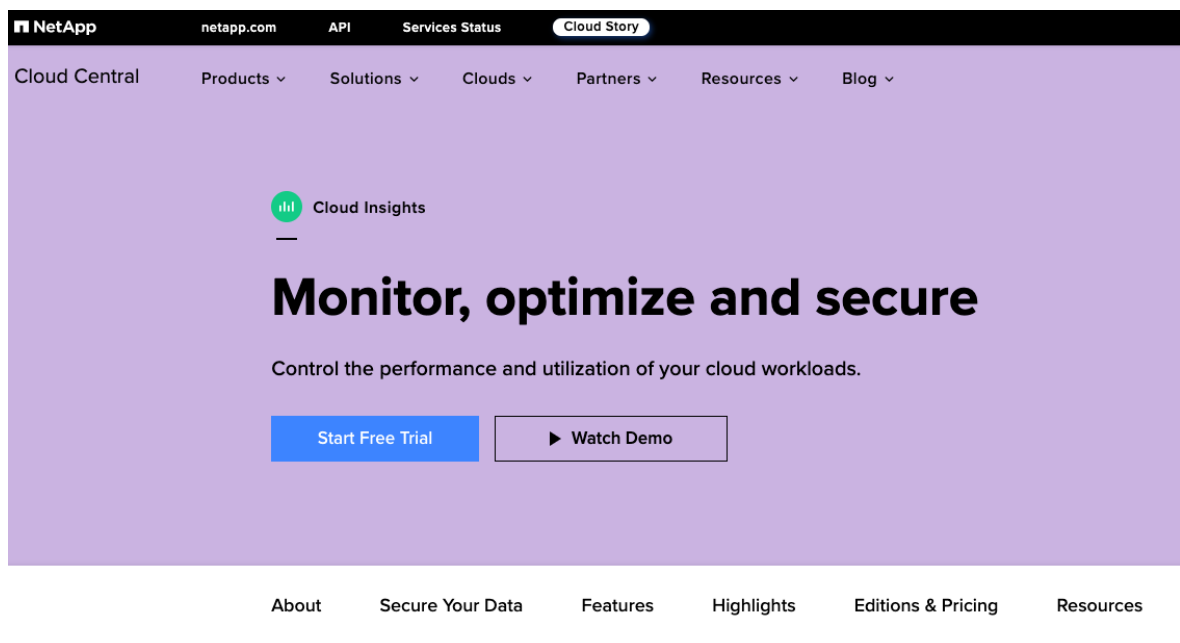 NetApp netapp.com API Services Status Cloud Story
Cloud Central Products Solutions Clouds Partners Resources Blog
Cloud Insights
Monitor, optimize and secure
Control the performance and utilization of your cloud workloads.
Start Free Trial Watch Demo
About Secure Your Data Features Highlights Editions & Pricing Resources